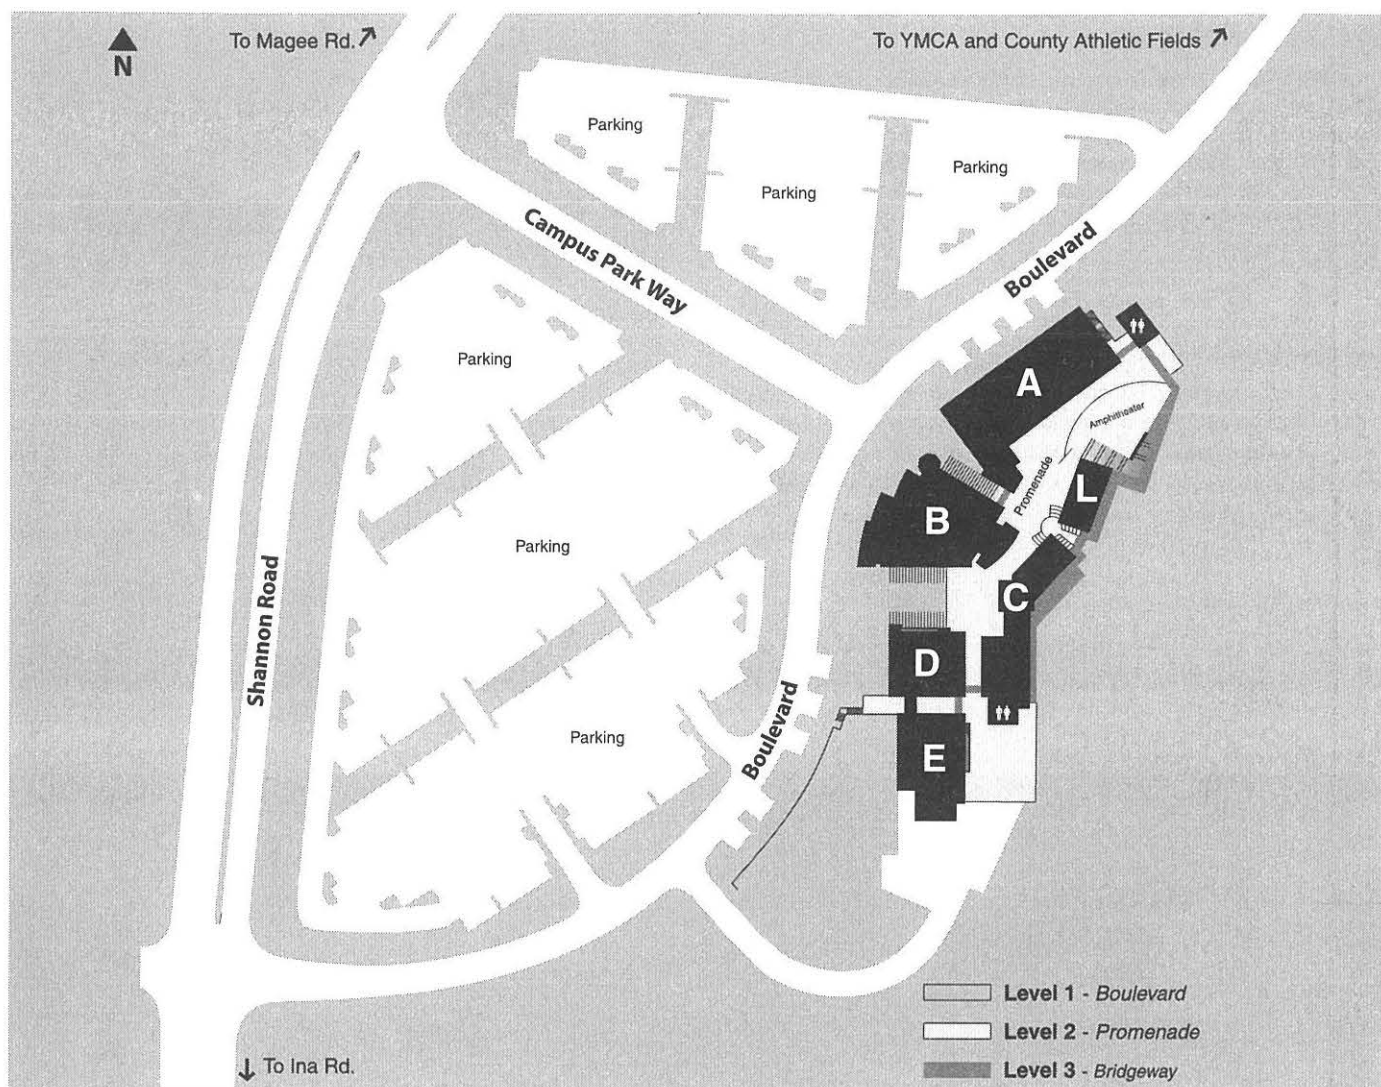 To Magee Rd.
To YMCA and County Athletic Fields
N
Parking
Parking
Parking
Campus Park Way
Boulevard
Parking
A
Amphitheater
Promenade
L
B
Parking
Shannon Road
C
D
Boulevard
Parking
E
Level 1 - Boulevard
Level 2 - Promenade
Level 3 - Bridgeway
To Ina Rd.